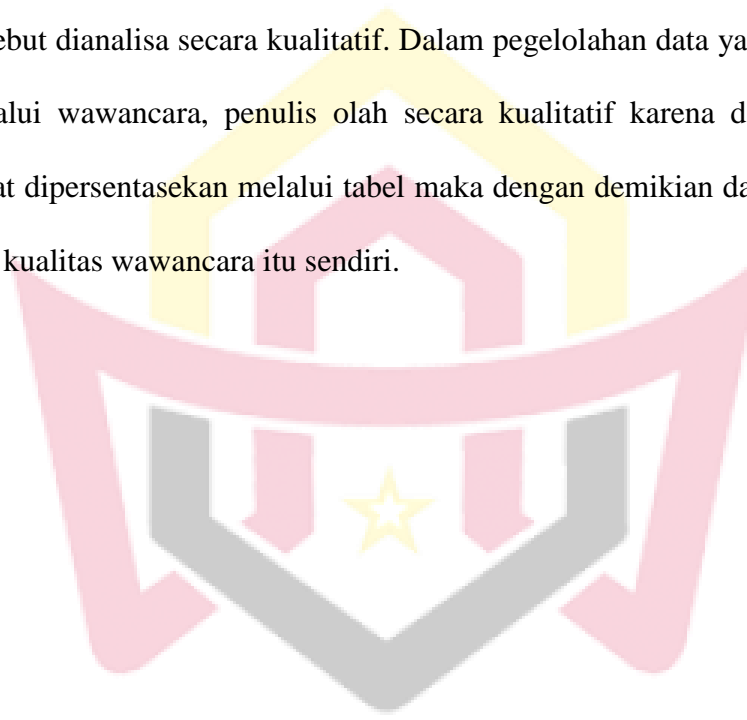 ebut dianalisa secara kualitatif. Dalam pegelolahan data ya
alui wawancara, penulis olah secara kualitatif karena d
at dipersentasekan melalui tabel maka dengan demikian da
kualitas wawancara itu sendiri.